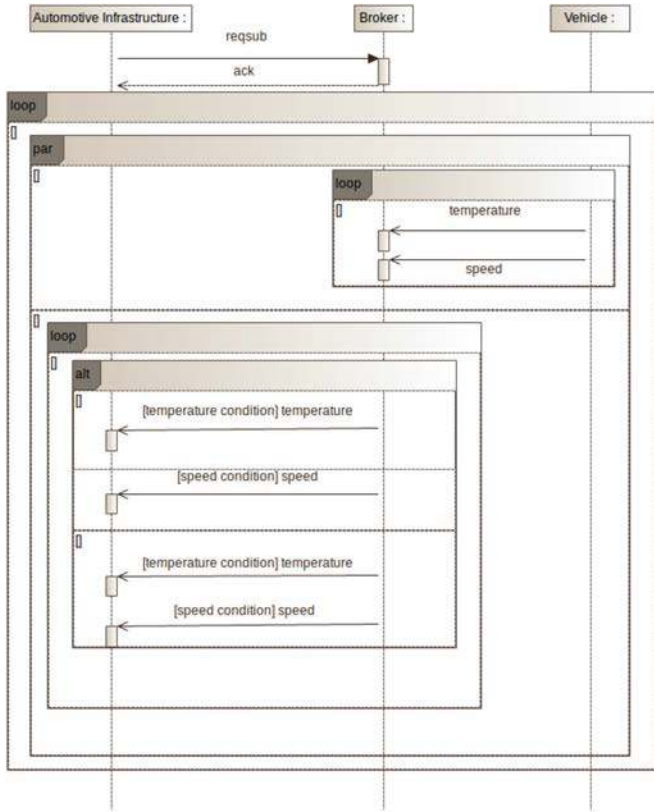 Automotive Infrastructure :
Broker :
Vehicle :
reqsub
ack
loop
[]
par
[]
loop
[]
temperature
speed
[]
loop
[]
alt
[]
[temperature condition] temperature
[speed condition] speed
[]
[temperature condition] temperature
[speed condition] speed